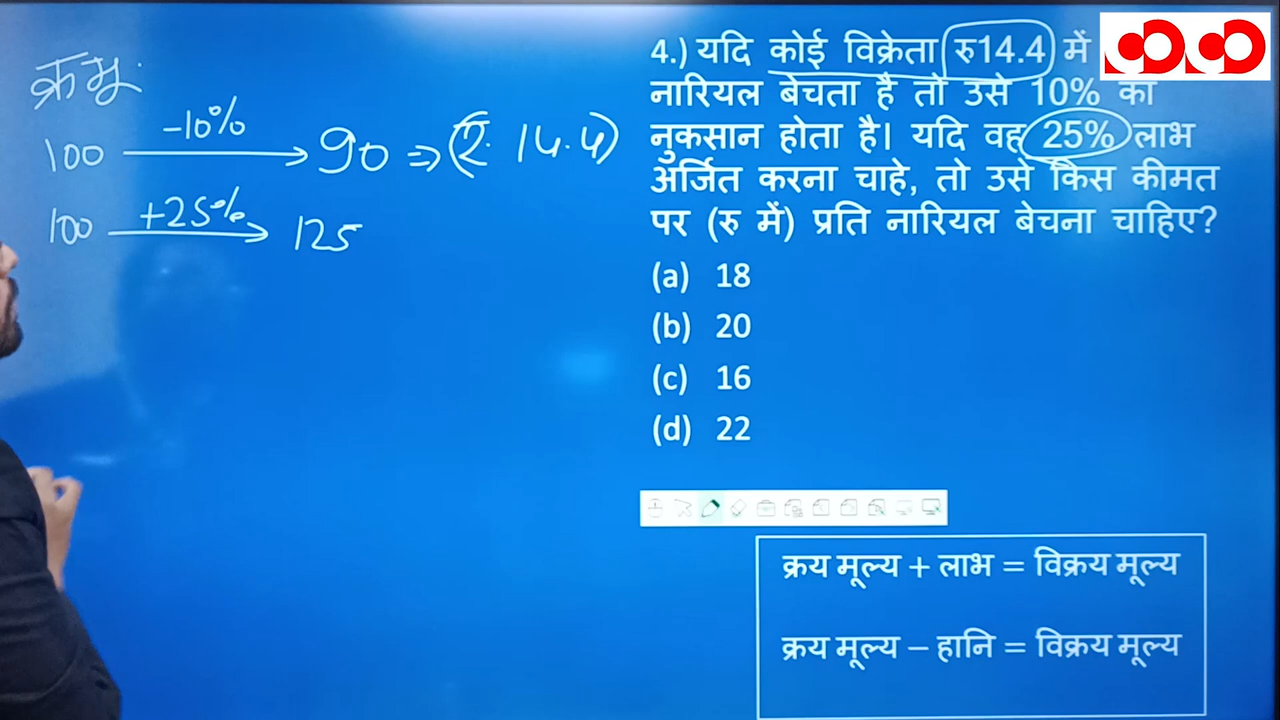 क्र.मू.
100 -10% → 90 ⇒ (रु. 14.4)
100 +25% → 125
4.) यदि कोई विक्रेता रु14.4 में
नारियल बेचता है तो उसे 10% का
नुकसान होता है। यदि वह 25% लाभ
अर्जित करना चाहे, तो उसे किस कीमत
पर (रु में) प्रति नारियल बेचना चाहिए?
(a) 18
(b) 20
(c) 16
(d) 22
क्रय मूल्य + लाभ = विक्रय मूल्य
क्रय मूल्य – हानि = विक्रय मूल्य